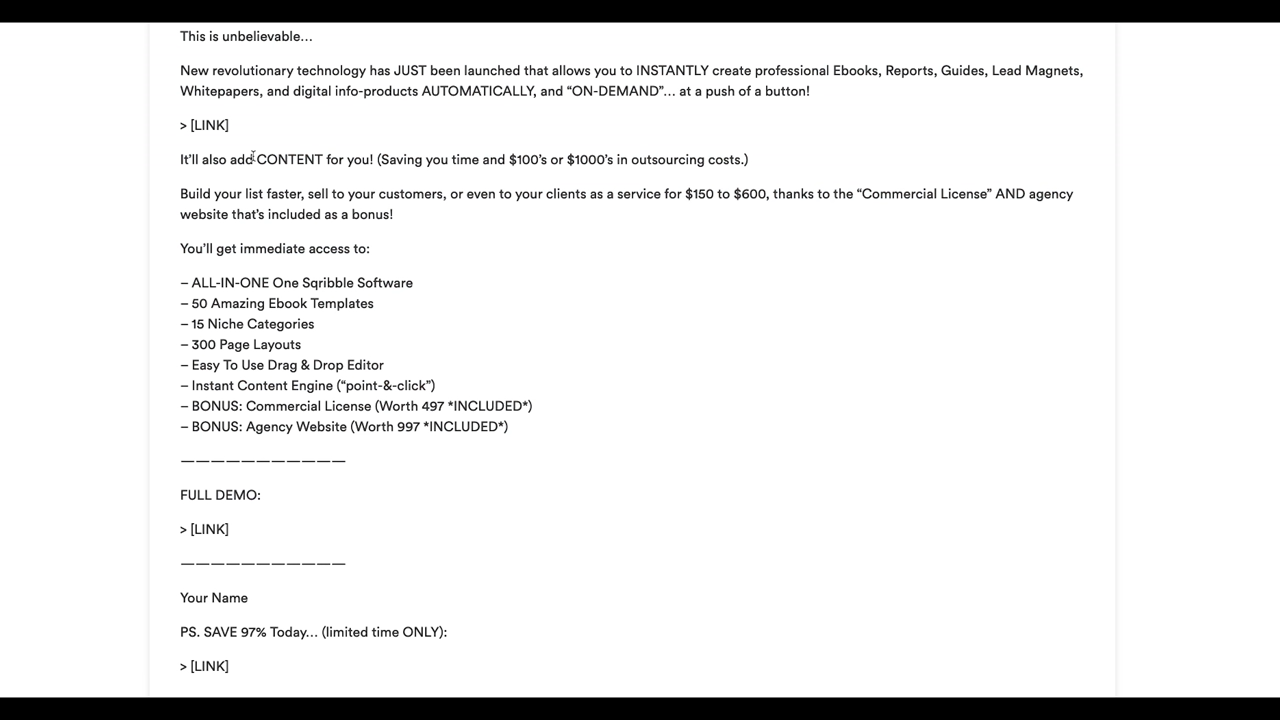 This is unbelievable…
New revolutionary technology has JUST been launched that allows you to INSTANTLY create professional Ebooks, Reports, Guides, Lead Magnets,
Whitepapers, and digital info-products AUTOMATICALLY, and “ON-DEMAND”… at a push of a button!
> [LINK]
It’ll also add CONTENT for you! (Saving you time and $100’s or $1000’s in outsourcing costs.)
Build your list faster, sell to your customers, or even to your clients as a service for $150 to $600, thanks to the “Commercial License” AND agency
website that’s included as a bonus!
You’ll get immediate access to:
– ALL-IN-ONE One Sqribble Software
– 50 Amazing Ebook Templates
– 15 Niche Categories
– 300 Page Layouts
– Easy To Use Drag & Drop Editor
– Instant Content Engine (“point-&-click”)
– BONUS: Commercial License (Worth 497 *INCLUDED*)
– BONUS: Agency Website (Worth 997 *INCLUDED*)
———————————
FULL DEMO:
> [LINK]
———————————
Your Name
PS. SAVE 97% Today… (limited time ONLY):
> [LINK]